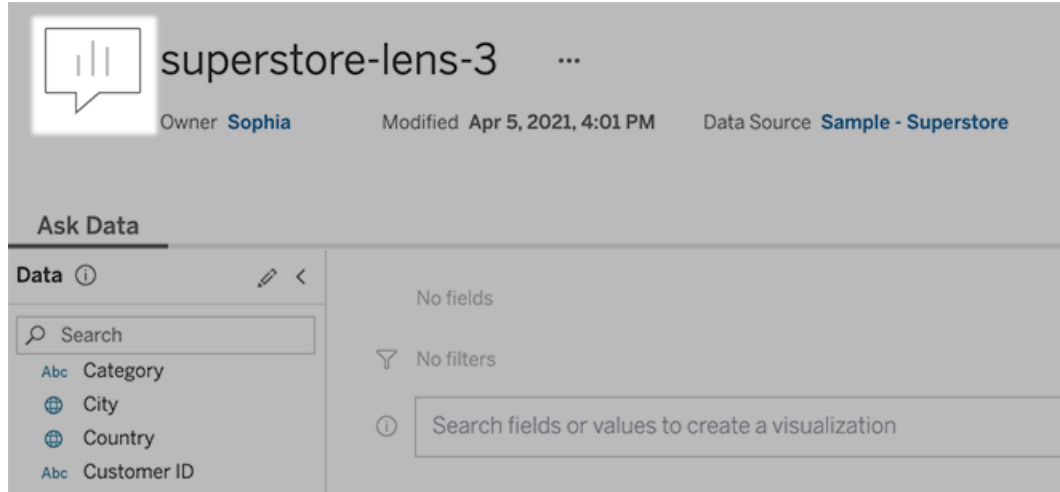 superstore-lens-3 ...
Owner Sophia Modified Apr 5, 2021, 4:01 PM Data Source Sample - Superstore
Ask Data
Data
Search
Abc Category
City
Country
Abc Customer ID
No fields
No filters
Search fields or values to create a visualization